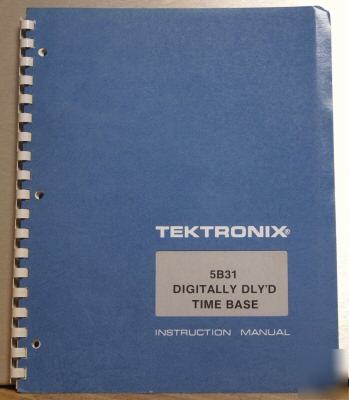 TEKTRONIX®
5B31
DIGITALLY DLY'D
TIME BASE
INSTRUCTION MANUAL